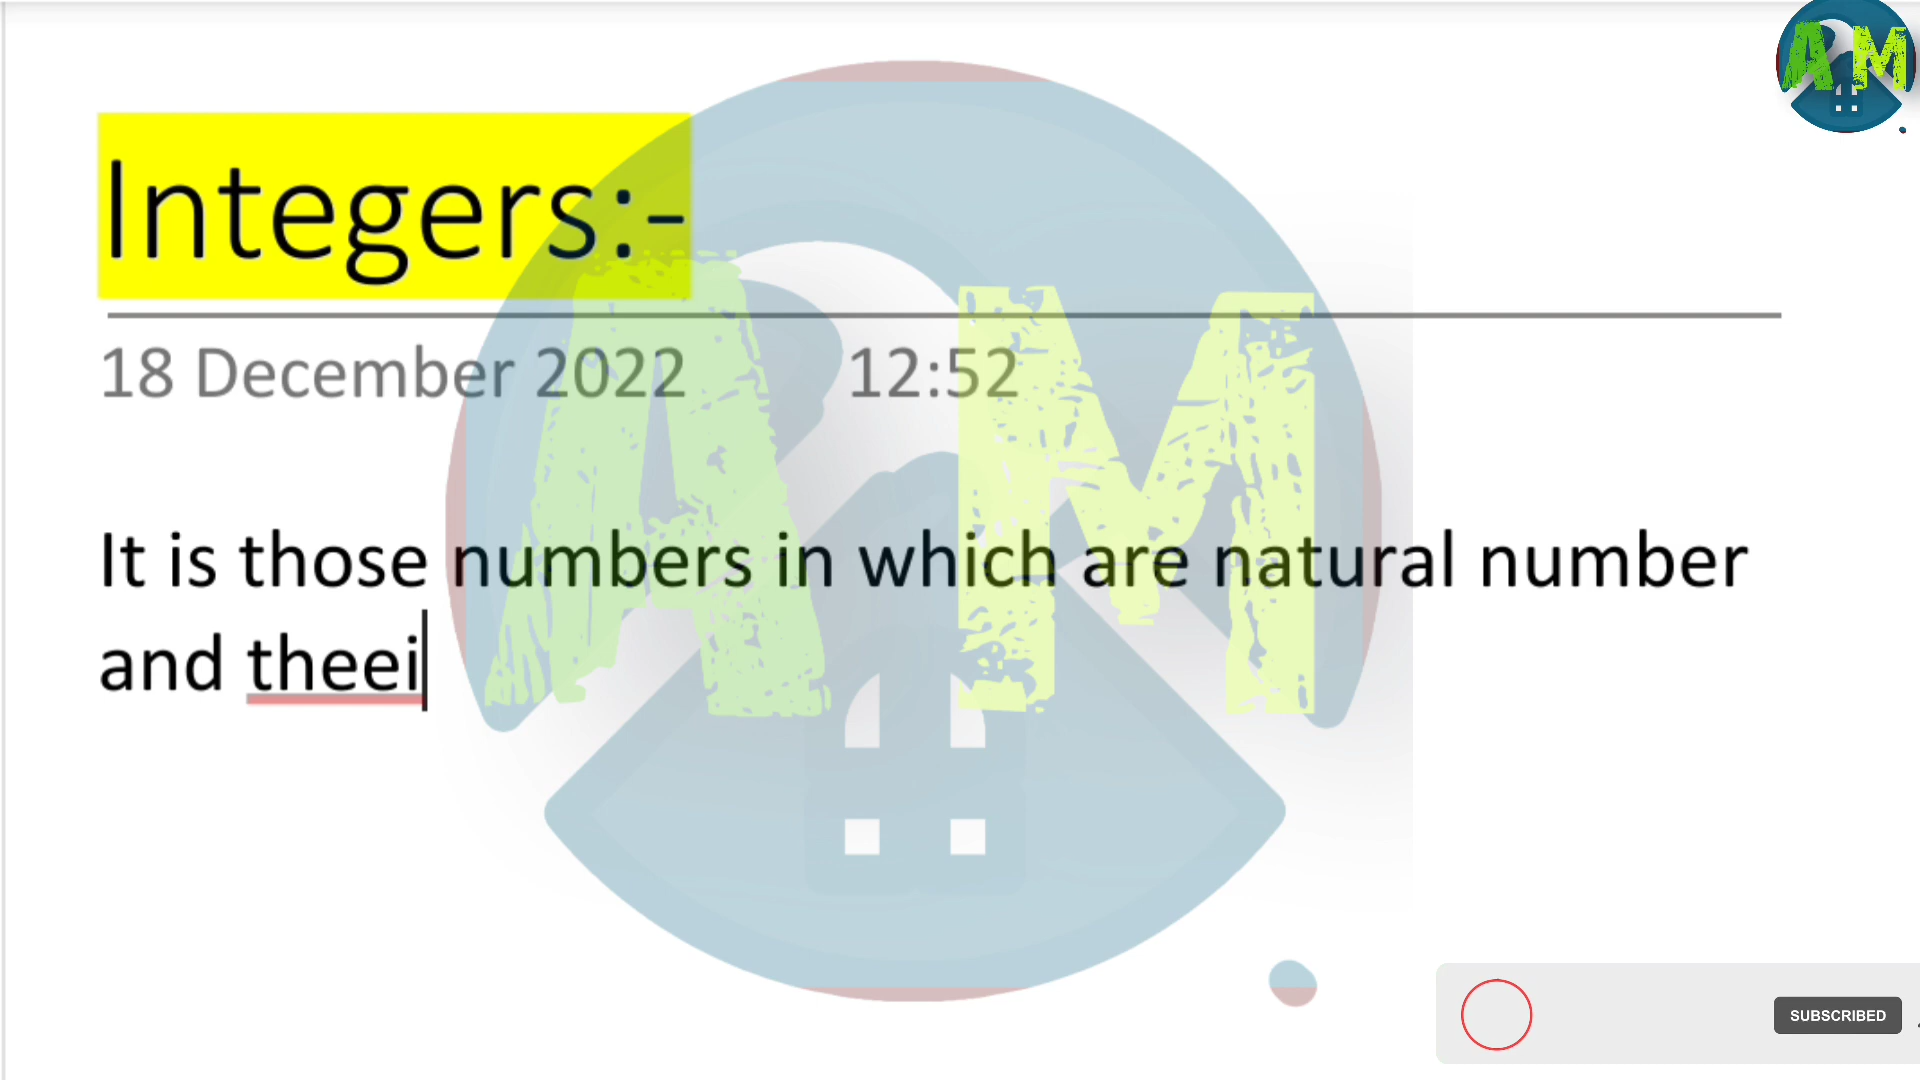 A M
Integers:-
18 December 2022 12:52
A M
It is those numbers in which are natural number
and theei
SUBSCRIBED